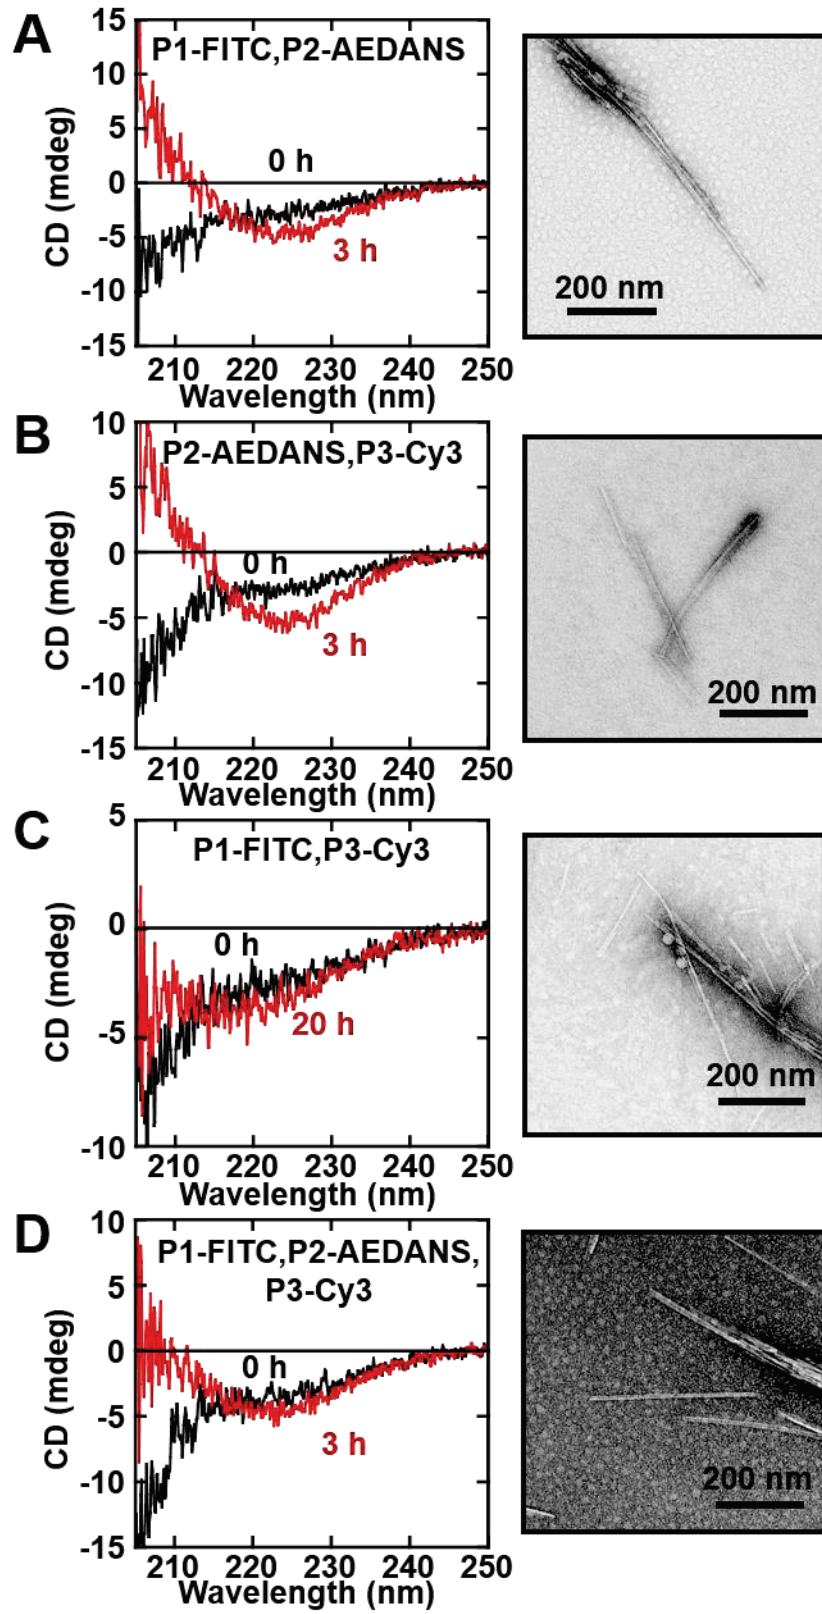 A
P1-FITC,P2-AEDANS
15
10
5
0
-5
-10
-15
CD (mdeg)
0 h
3 h
210 220 230 240 250
Wavelength (nm)
200 nm
B
P2-AEDANS,P3-Cy3
10
5
0
-5
-10
-15
CD (mdeg)
0 h
3 h
210 220 230 240 250
Wavelength (nm)
200 nm
C
P1-FITC,P3-Cy3
5
0
-5
-10
CD (mdeg)
0 h
20 h
210 220 230 240 250
Wavelength (nm)
200 nm
D
P1-FITC,P2-AEDANS,
P3-Cy3
10
5
0
-5
-10
-15
CD (mdeg)
0 h
3 h
210 220 230 240 250
Wavelength (nm)
200 nm